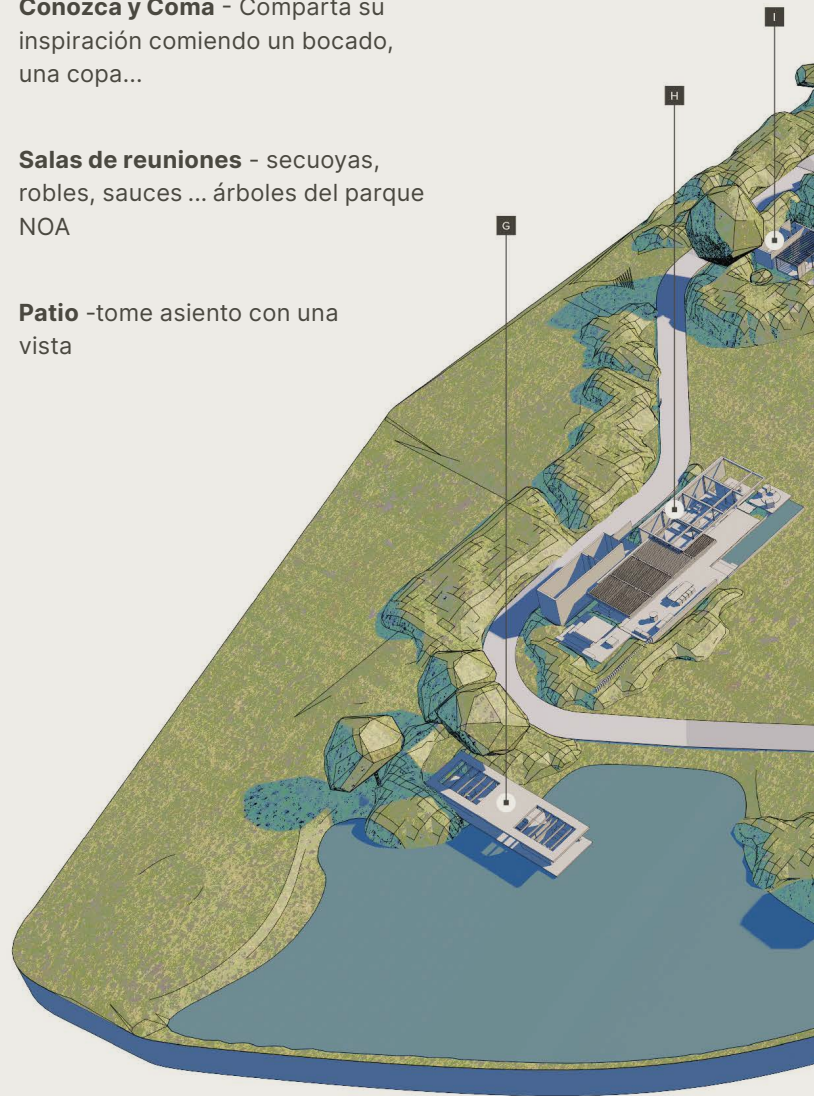 Conozca y Coma - Comparta su
inspiración comiendo un bocado,
una copa...
Salas de reuniones - secuoyas,
robles, sauces ... árboles del parque
NOA
Patio -tome asiento con una
vista
I
H
G